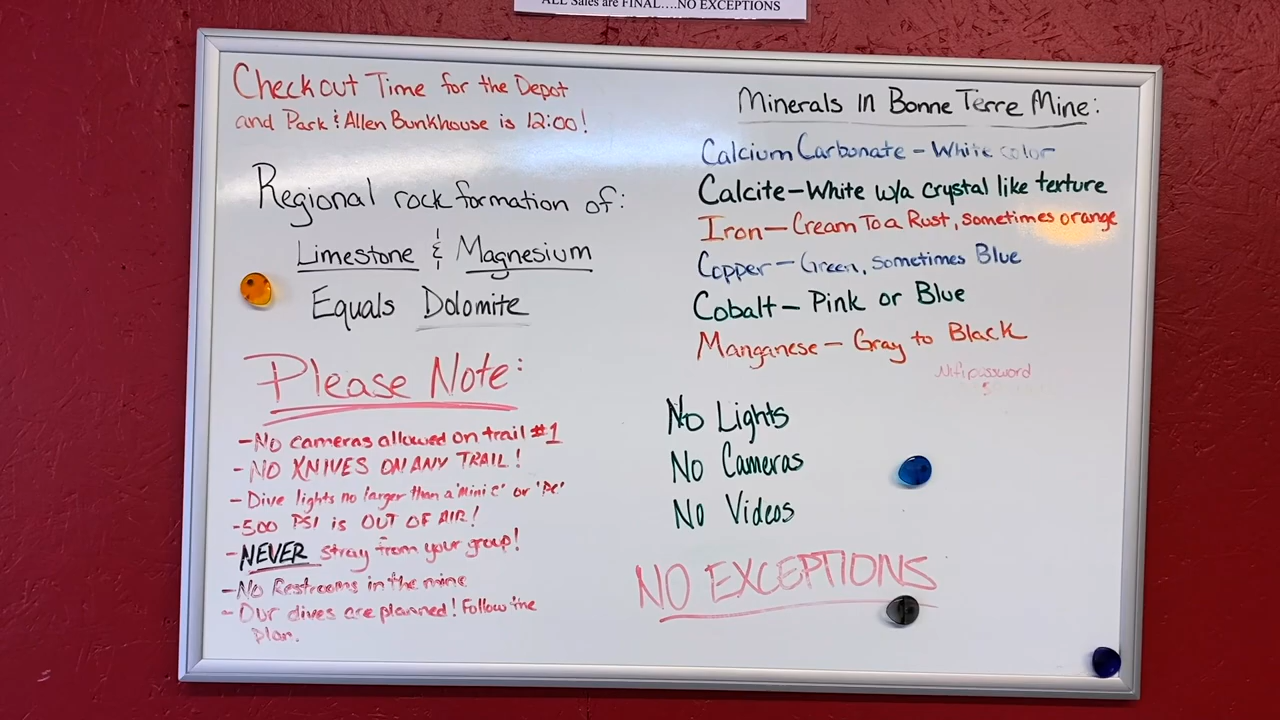 ALL Sales are FINAL....NO EXCEPTIONS
Checkout Time for the Depot
and Park & Allen Bunkhouse is 12:00!
Regional rock formation of:
Limestone & Magnesium
Equals Dolomite
Please Note:
-No cameras allowed on trail #1
-NO KNIVES ON ANY TRAIL!
-Dive lights no larger than a 'Mini C' or
-500 PSI is OUT OF AIR!
-NEVER stray from your group!
-No Restrooms in the mine
-Our dives are planned! Follow the
plan.
Minerals In Bonne Terre Mine:
Calcium Carbonate - White color
Calcite-White w/a crystal like texture
Iron-Cream To a Rust, sometimes orange
Copper-Green, sometimes Blue
Cobalt-Pink or Blue
Manganese-Gray to Black
Wifi password
No Lights
No Cameras
No Videos
NO EXCEPTIONS